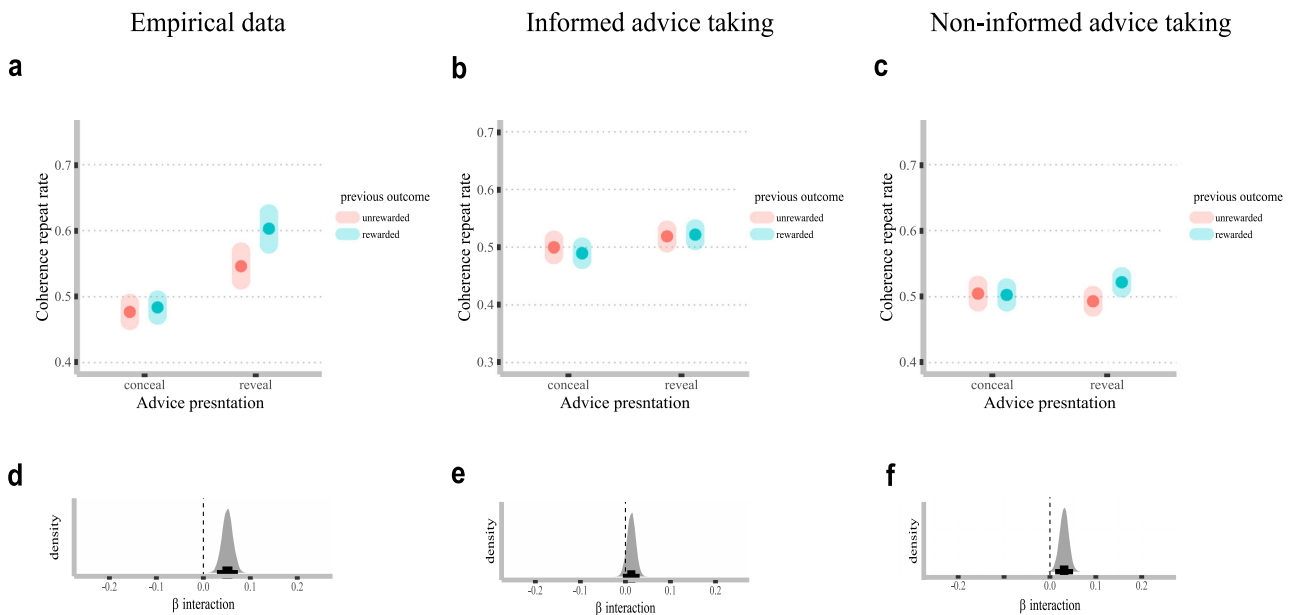 Empirical data
Informed advice taking
Non-informed advice taking
a
Coherence repeat rate
0.7
0.6
0.5
0.4
conceal
reveal
Advice presntation
previous outcome
unrewarded
rewarded
b
Coherence repeat rate
0.7
0.6
0.5
0.4
0.3
conceal
reveal
Advice presntation
previous outcome
unrewarded
rewarded
c
Coherence repeat rate
0.7
0.6
0.5
0.4
conceal
reveal
Advice presntation
previous outcome
unrewarded
rewarded
d
density
-0.2 -0.1 0.0 0.1 0.2
β interaction
e
density
-0.2 -0.1 0.0 0.1 0.2
β interaction
f
density
-0.2 -0.1 0.0 0.1 0.2
β interaction